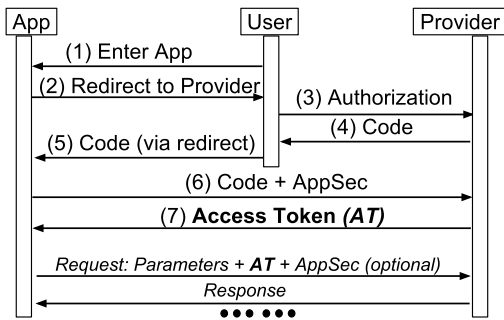 App User Provider
(1) Enter App
(2) Redirect to Provider
(3) Authorization
(4) Code
(5) Code (via redirect)
(6) Code + AppSec
(7) Access Token (AT)
Request: Parameters + AT + AppSec (optional)
Response